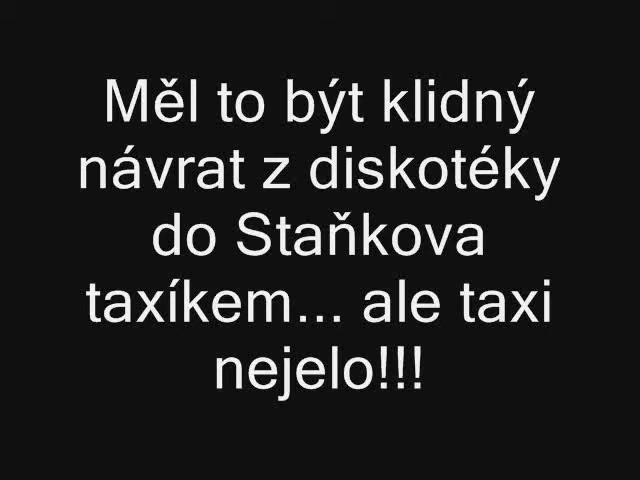 Měl to být klidný
návrat z diskotéky
do Staňkova
taxíkem... ale taxi
nejelo!!!